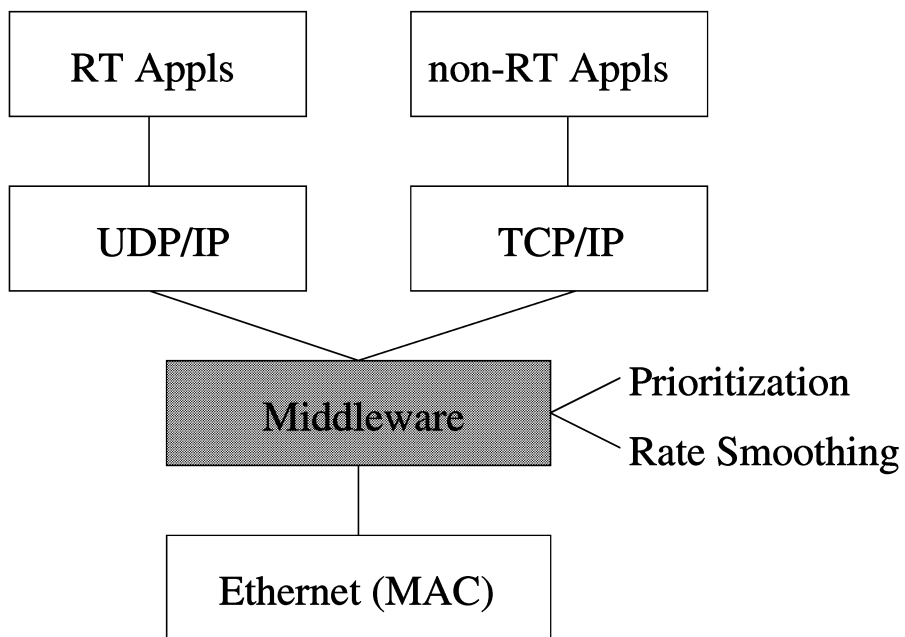 RT Appls
non-RT Appls
UDP/IP
TCP/IP
Middleware
Prioritization
Rate Smoothing
Ethernet (MAC)